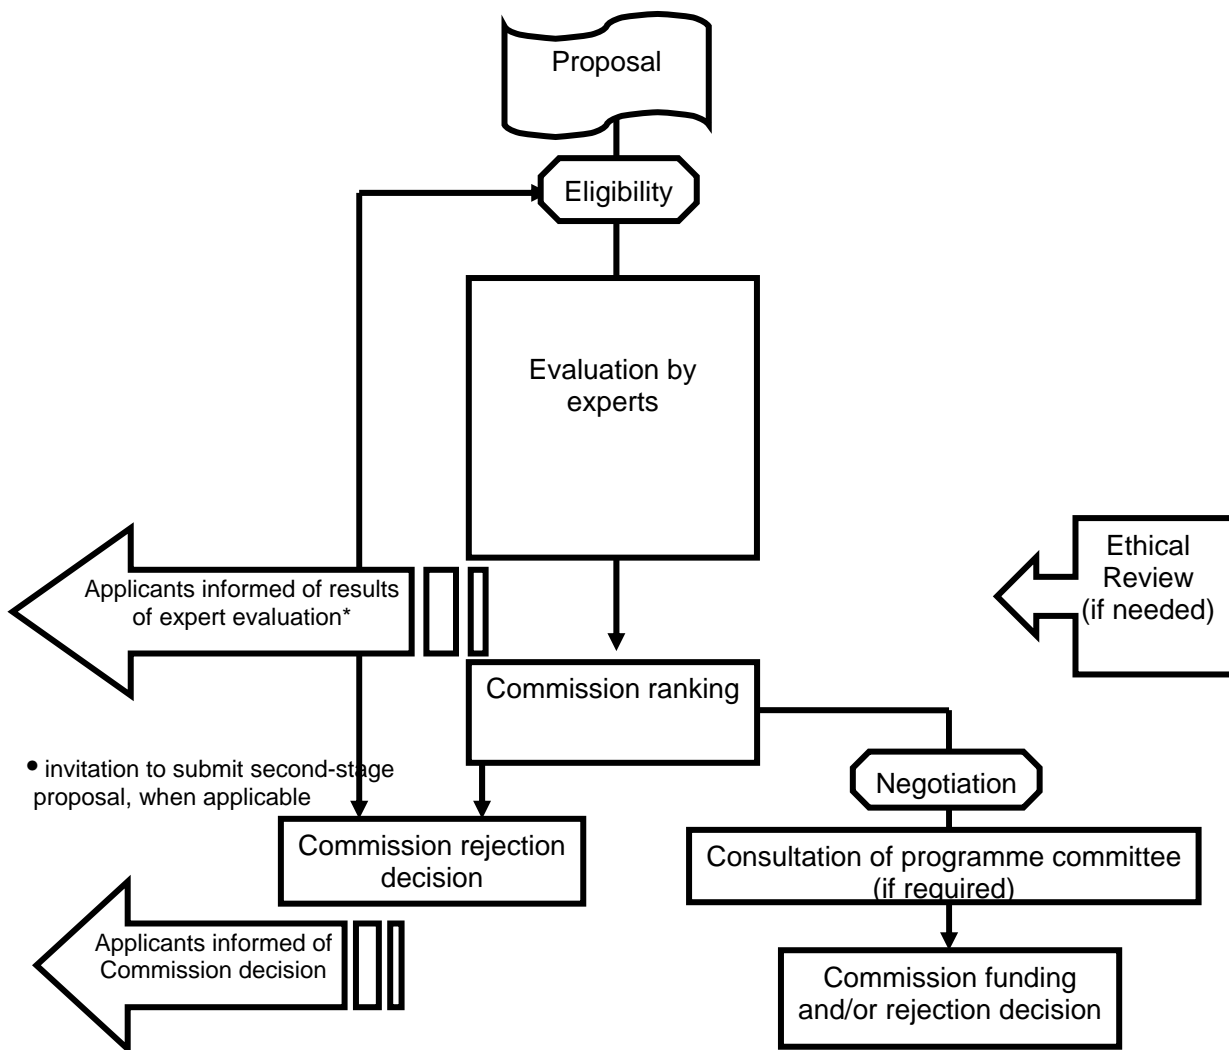 Proposal
Eligibility
Evaluation by
experts
Ethical
Review
(if needed)
Applicants informed of results
of expert evaluation*
Commission ranking
• invitation to submit second-stage
proposal, when applicable
Negotiation
Commission rejection
decision
Consultation of programme committee
(if required)
Applicants informed of
Commission decision
Commission funding
and/or rejection decision